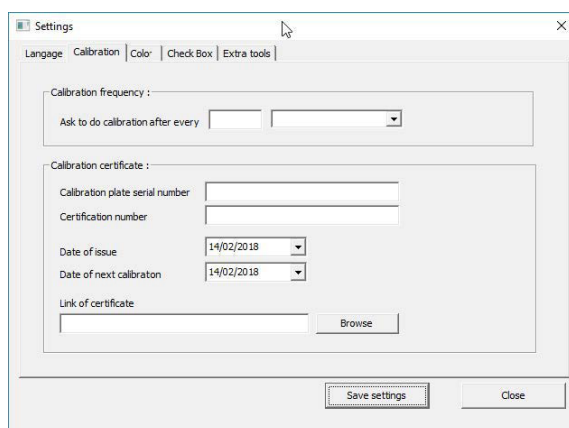 Settings
Langage Calibration Color Check Box Extra tools
Calibration frequency :
Ask to do calibration after every
Calibration certificate :
Calibration plate serial number
Certification number
Date of issue 14/02/2018
Date of next calibraton 14/02/2018
Link of certificate
Browse
Save settings Close